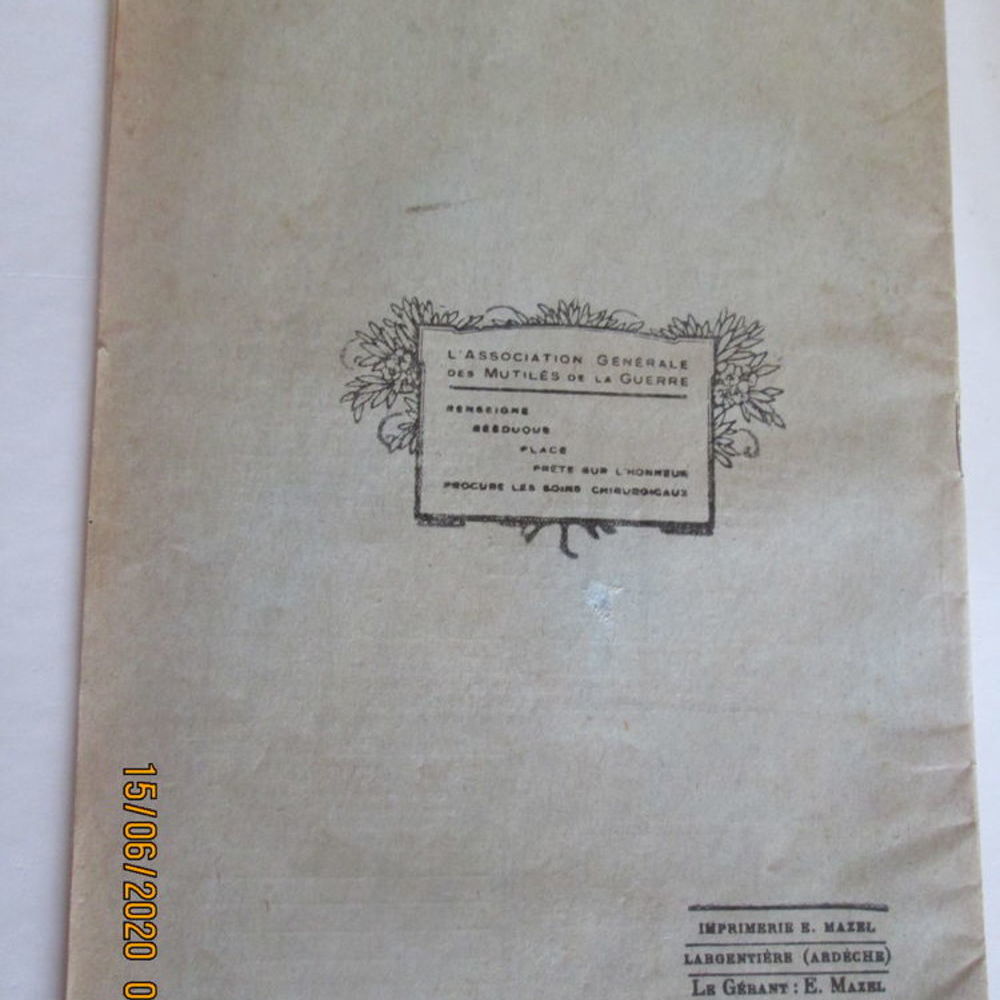 L'ASSOCIATION GÉNÉRALE
DES MUTILÉS DE LA GUERRE
RENSEIGNE
RÉÉDUQUE
PLACE
PRÊTE SUR L'HONNEUR
PROCURE LES SOINS CHIRURGICAUX
IMPRIMERIE E. MAZEL
LARGENTIÈRE (ARDÈCHE)
LE GÉRANT : E. MAZEL
15/06/2020 0